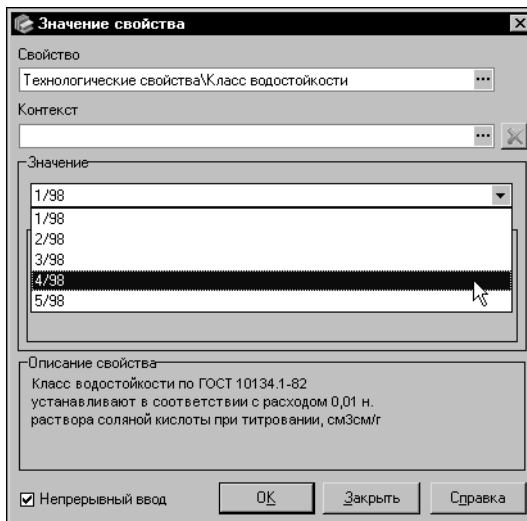 Значение свойства
Свойство
Технологические свойства\Класс водостойкости
Контекст
Значение
1/98
1/98
2/98
3/98
4/98
5/98
Описание свойства
Класс водостойкости по ГОСТ 10134.1-82
устанавливают в соответствии с расходом 0,01 н.
раствора соляной кислоты при титровании, см3см/г
Непрерывный ввод
OK
Закрыть
Справка